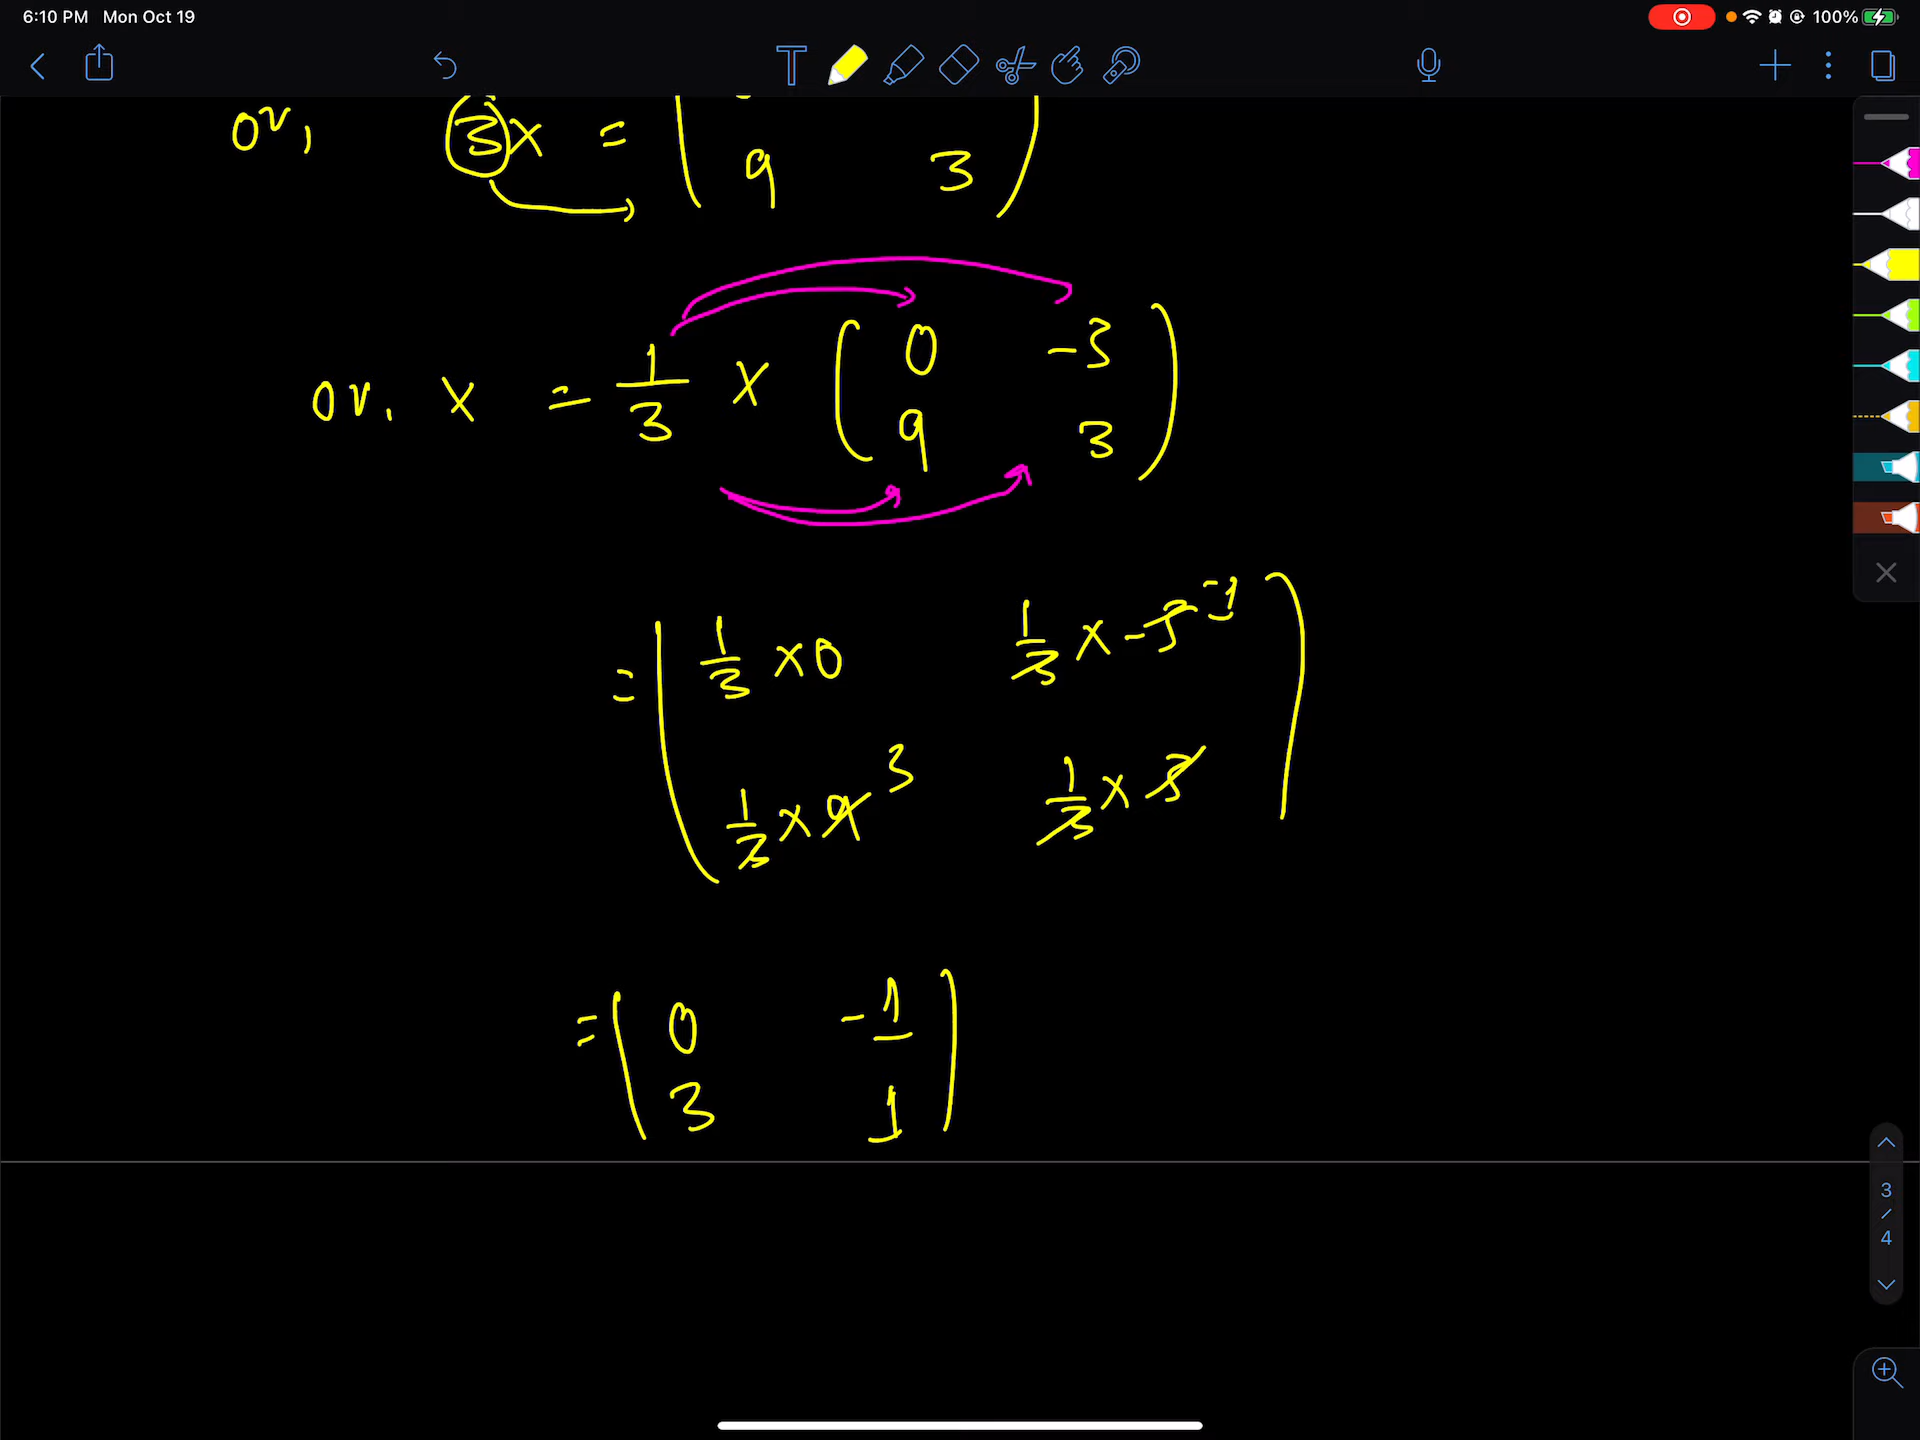 6:10 PM Mon Oct 19
100%
T
or, 3x = ( 9 3 )
or. x = 1/3 x ( 0 -3
9 3 )
= ( 1/3 x 0 1/3 x -3 -1
1/3 x 9 3 1/3 x 3 )
= ( 0 -1
3 1 )
3
/
4